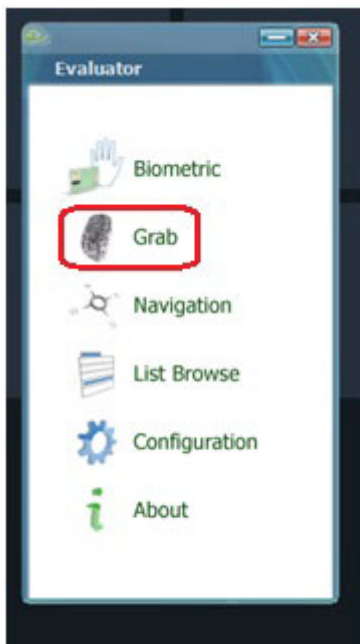 Evaluator
Biometric
Grab
Navigation
List Browse
Configuration
About